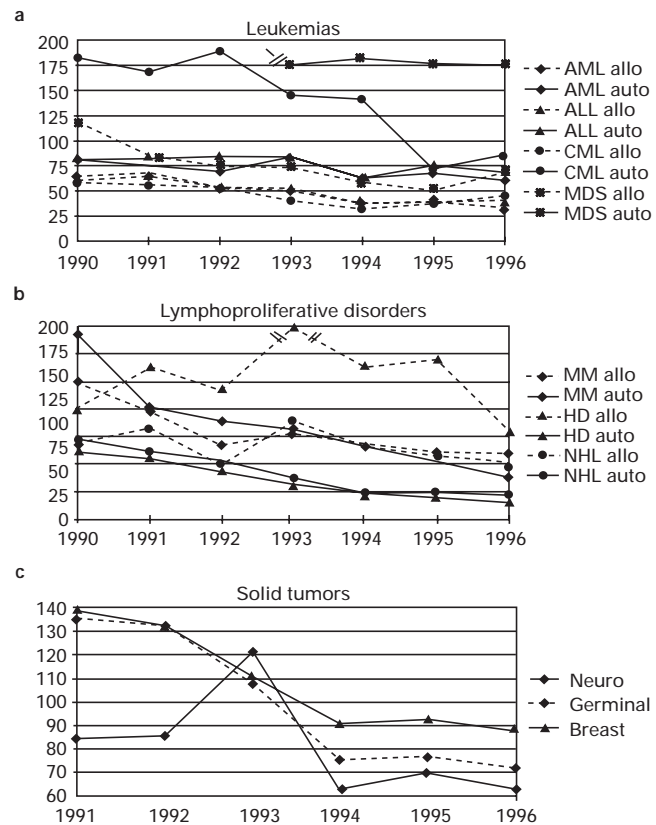 a
Leukemias
200
175
150
125
100
75
50
25
0
1990 1991 1992 1993 1994 1995 1996
AML allo
AML auto
ALL allo
ALL auto
CML allo
CML auto
MDS allo
MDS auto
b
Lymphoproliferative disorders
200
175
150
125
100
75
50
25
0
1990 1991 1992 1993 1994 1995 1996
MM allo
MM auto
HD allo
HD auto
NHL allo
NHL auto
c
Solid tumors
140
130
120
110
100
90
80
70
60
1991 1992 1993 1994 1995 1996
Neuro
Germinal
Breast